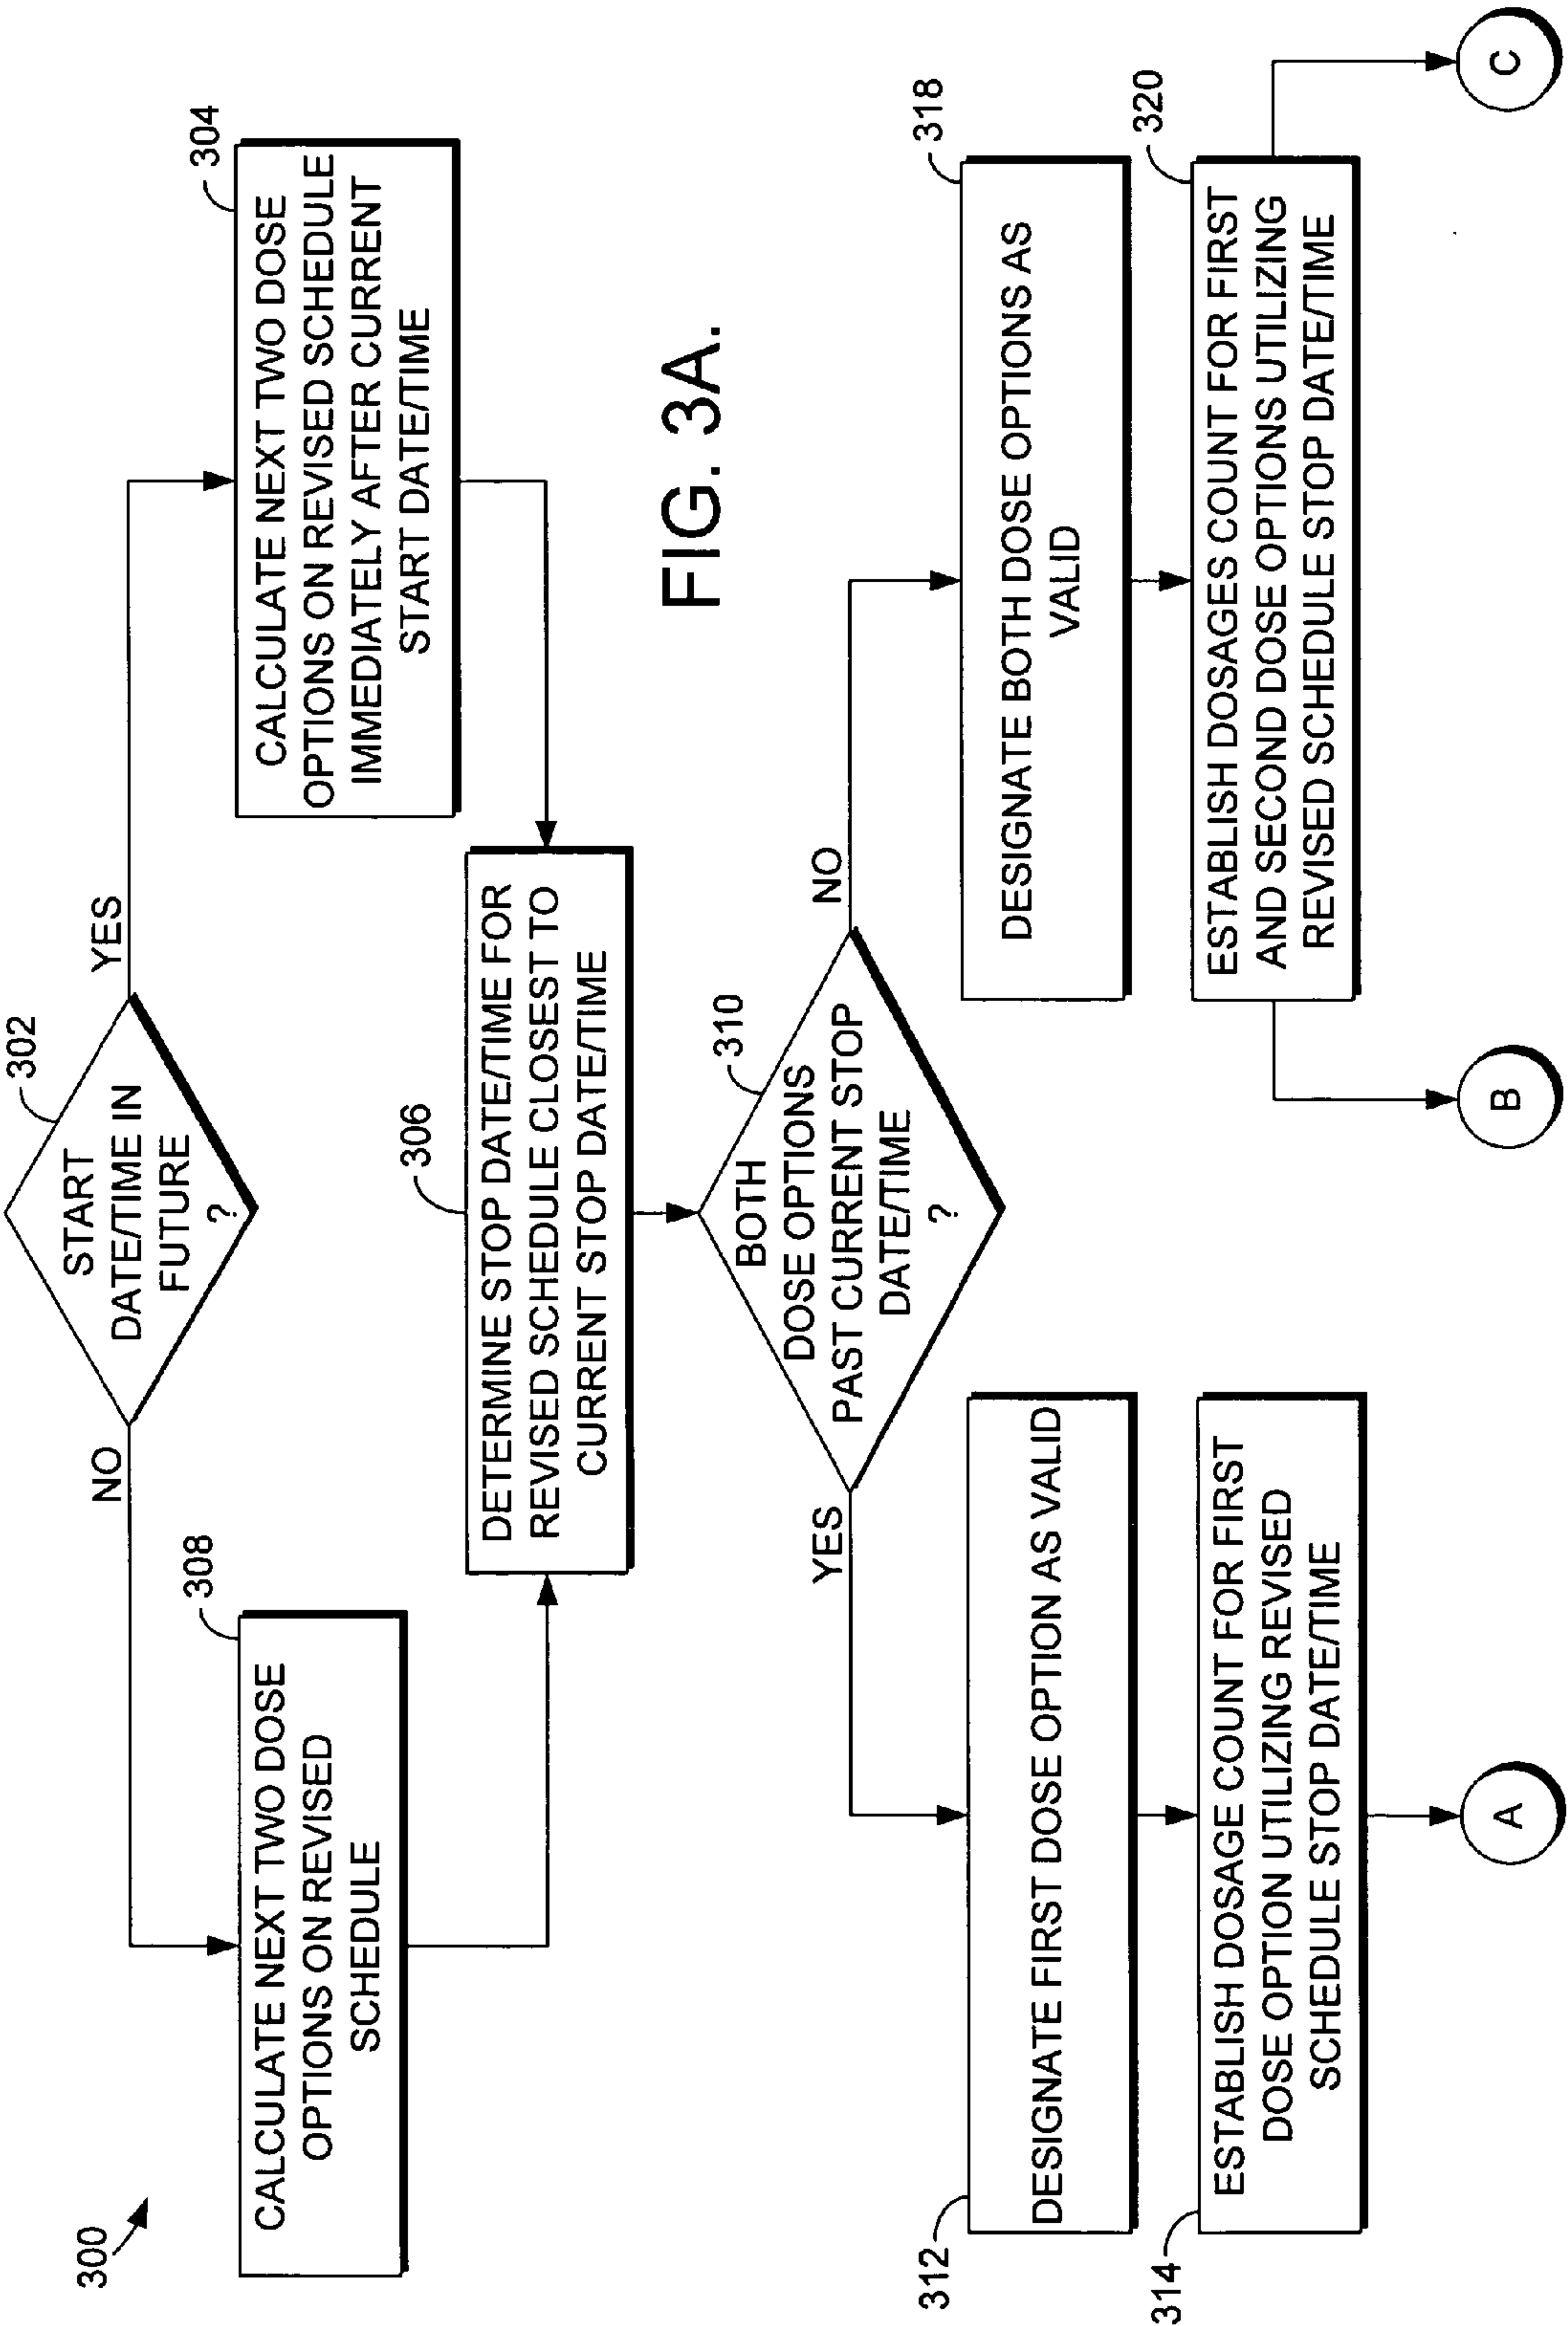 300
302
START
DATE/TIME IN
FUTURE
?
NO
YES
308
CALCULATE NEXT TWO DOSE
OPTIONS ON REVISED
SCHEDULE
304
CALCULATE NEXT TWO DOSE
OPTIONS ON REVISED SCHEDULE
IMMEDIATELY AFTER CURRENT
START DATE/TIME
306
DETERMINE STOP DATE/TIME FOR
REVISED SCHEDULE CLOSEST TO
CURRENT STOP DATE/TIME
FIG. 3A.
310
BOTH
DOSE OPTIONS
PAST CURRENT STOP
DATE/TIME
?
YES
NO
312
DESIGNATE FIRST DOSE OPTION AS VALID
318
DESIGNATE BOTH DOSE OPTIONS AS
VALID
314
ESTABLISH DOSAGE COUNT FOR FIRST
DOSE OPTION UTILIZING REVISED
SCHEDULE STOP DATE/TIME
320
ESTABLISH DOSAGES COUNT FOR FIRST
AND SECOND DOSE OPTIONS UTILIZING
REVISED SCHEDULE STOP DATE/TIME
A
B
C